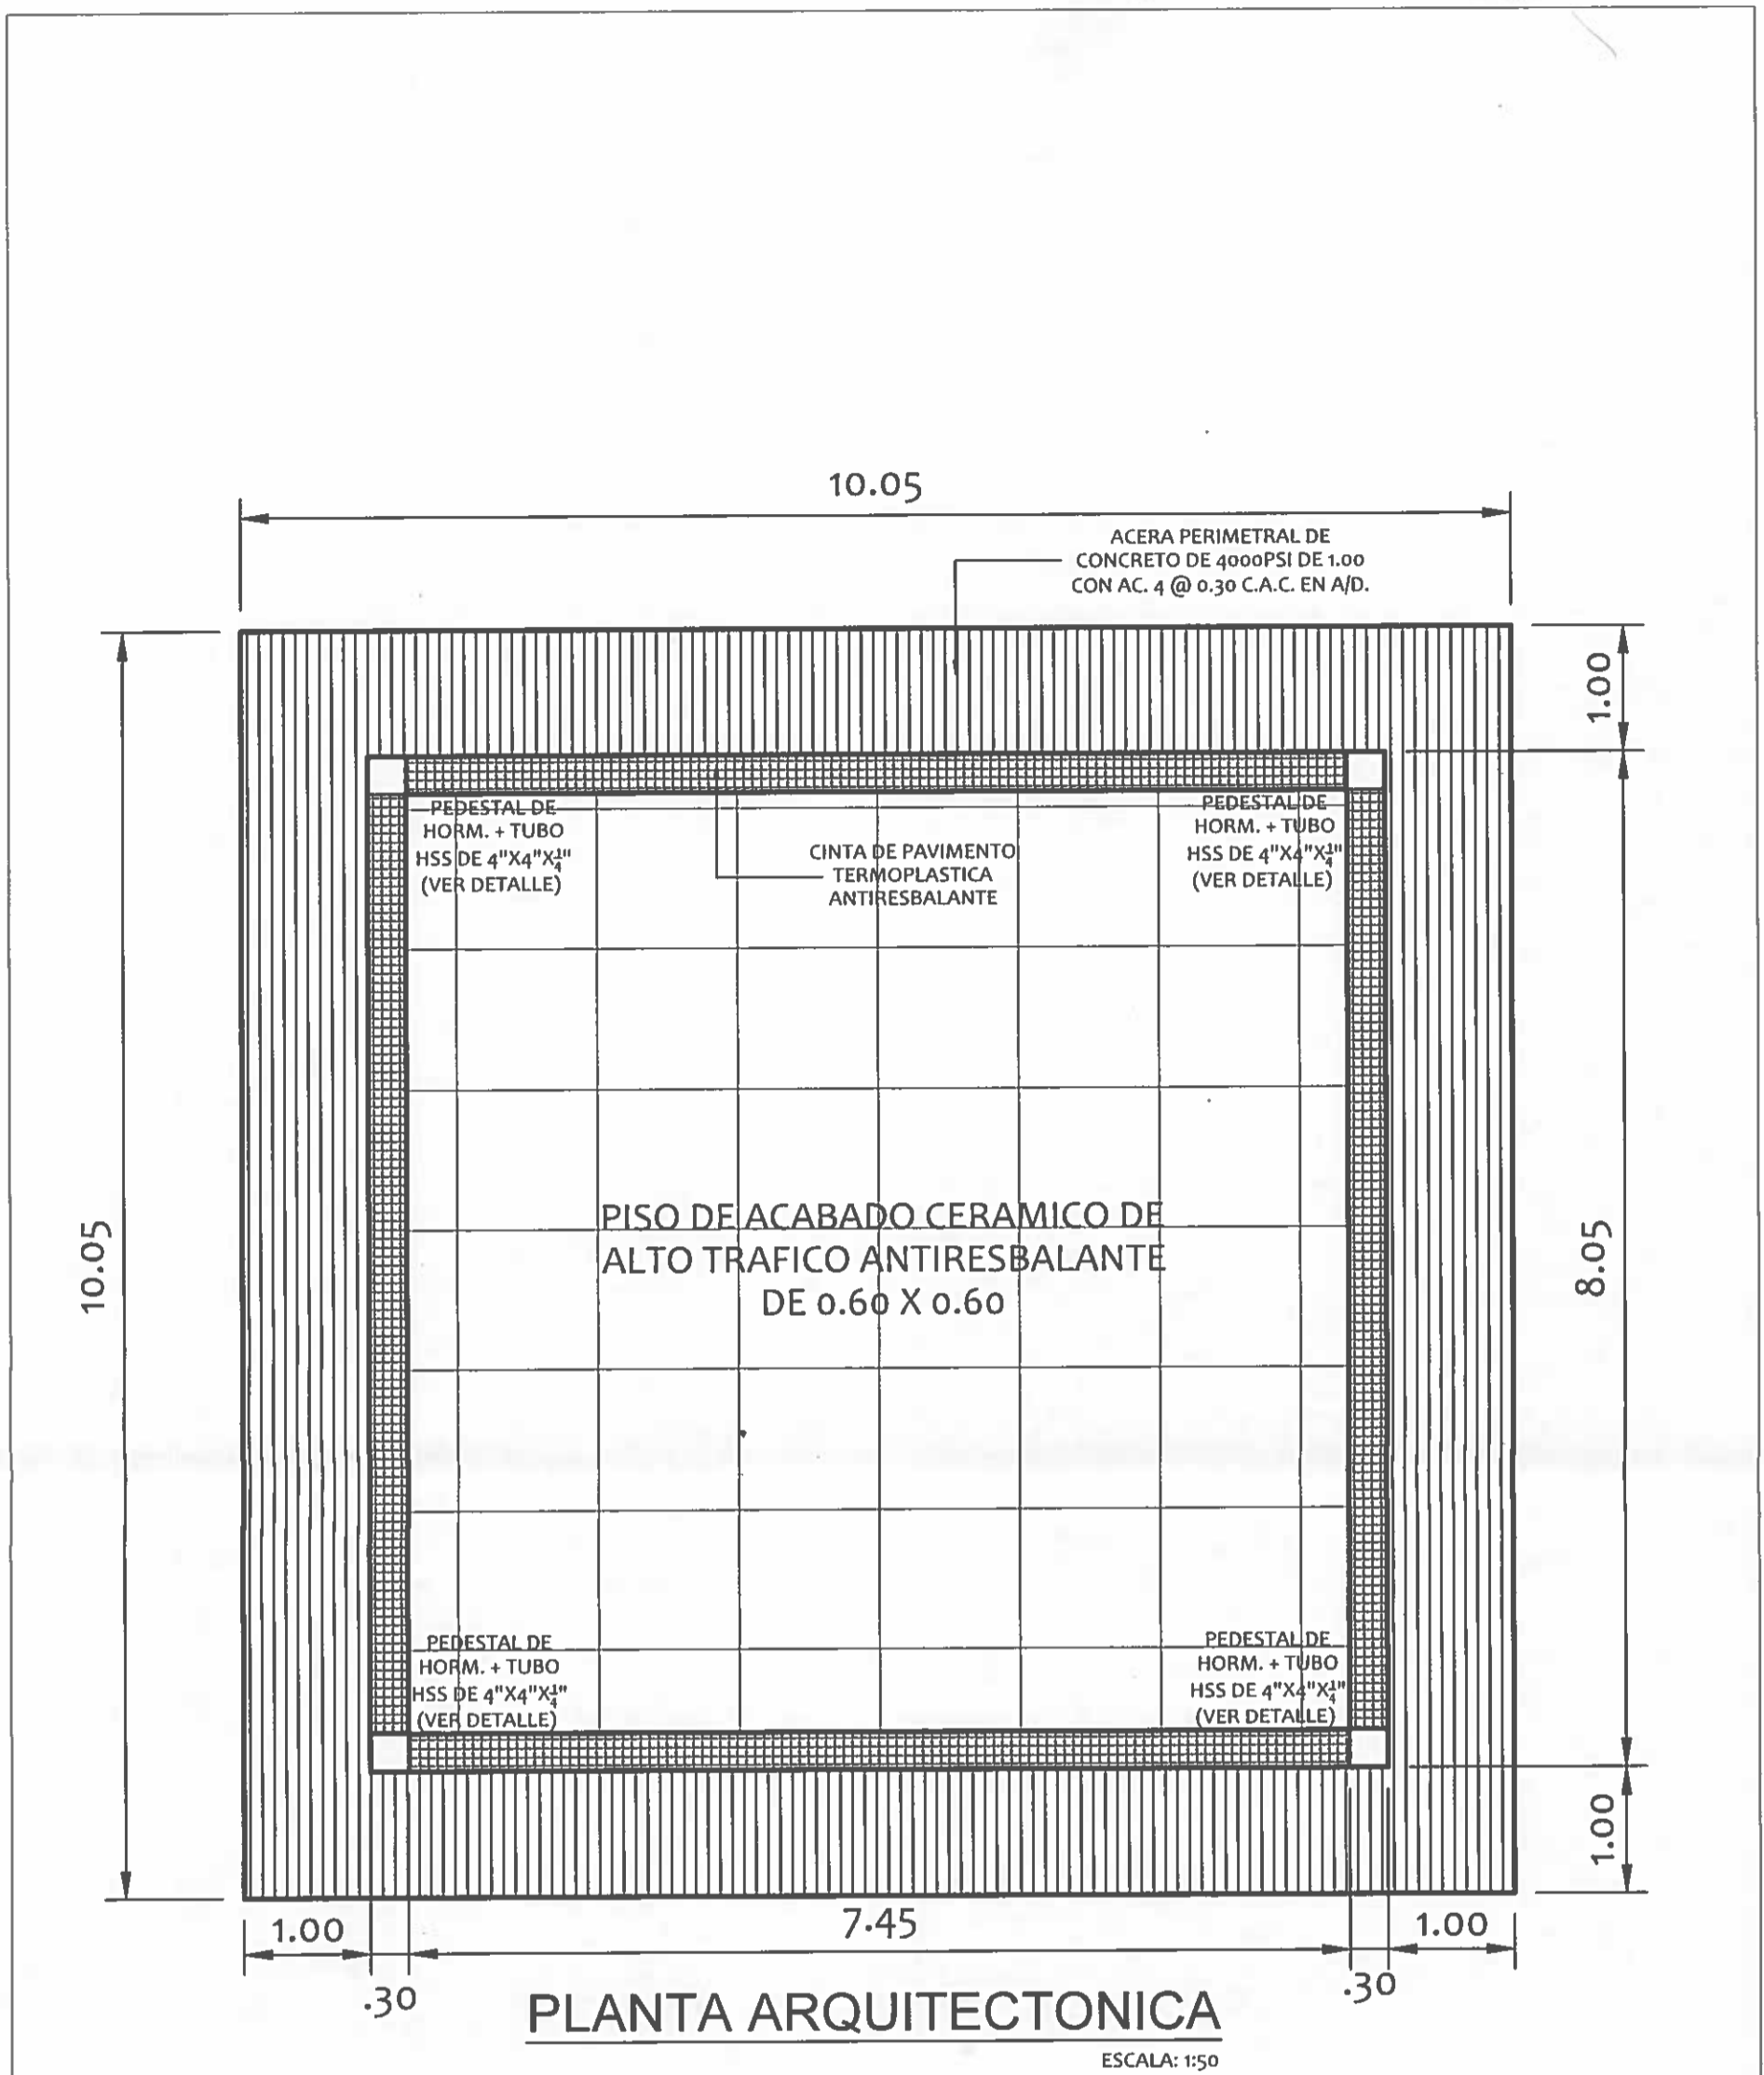 10.05
ACERA PERIMETRAL DE
CONCRETO DE 4000PSI DE 1.00
CON AC. 4 @ 0.30 C.A.C. EN A/D.
1.00
PEDESTAL DE
HORM. + TUBO
HSS DE 4"X4"X1/4"
(VER DETALLE)
CINTA DE PAVIMENTO
TERMOPLASTICA
ANTIRESBALANTE
PEDESTAL DE
HORM. + TUBO
HSS DE 4"X4"X1/4"
(VER DETALLE)
10.05
PISO DE ACABADO CERAMICO DE
ALTO TRAFICO ANTIRESBALANTE
DE 0.60 X 0.60
8.05
PEDESTAL DE
HORM. + TUBO
HSS DE 4"X4"X1/4"
(VER DETALLE)
PEDESTAL DE
HORM. + TUBO
HSS DE 4"X4"X1/4"
(VER DETALLE)
1.00
1.00
7.45
1.00
.30
.30
PLANTA ARQUITECTONICA
ESCALA: 1:50